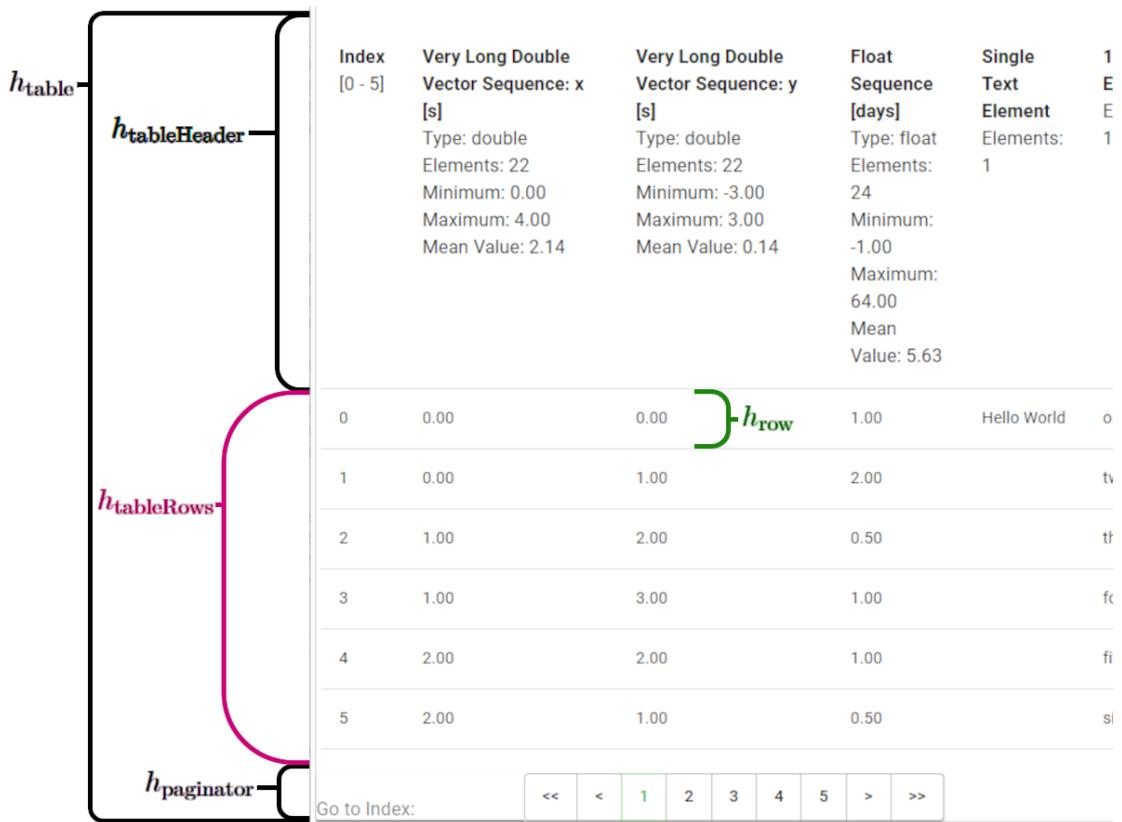 h_table
h_tableHeader
Index
[0 - 5]
Very Long Double
Vector Sequence: x
[s]
Type: double
Elements: 22
Minimum: 0.00
Maximum: 4.00
Mean Value: 2.14
Very Long Double
Vector Sequence: y
[s]
Type: double
Elements: 22
Minimum: -3.00
Maximum: 3.00
Mean Value: 0.14
Float
Sequence
[days]
Type: float
Elements:
24
Minimum:
-1.00
Maximum:
64.00
Mean
Value: 5.63
Single
Text
Element
Elements:
1
1
E
E
1
h_tableRows
0 0.00 0.00 h_row 1.00 Hello World o
1 0.00 1.00 2.00
2 1.00 2.00 0.50 th
3 1.00 3.00 1.00
4 2.00 2.00 1.00 fi
5 2.00 1.00 0.50 si
h_paginator
Go to Index: << < 1 2 3 4 5 > >>